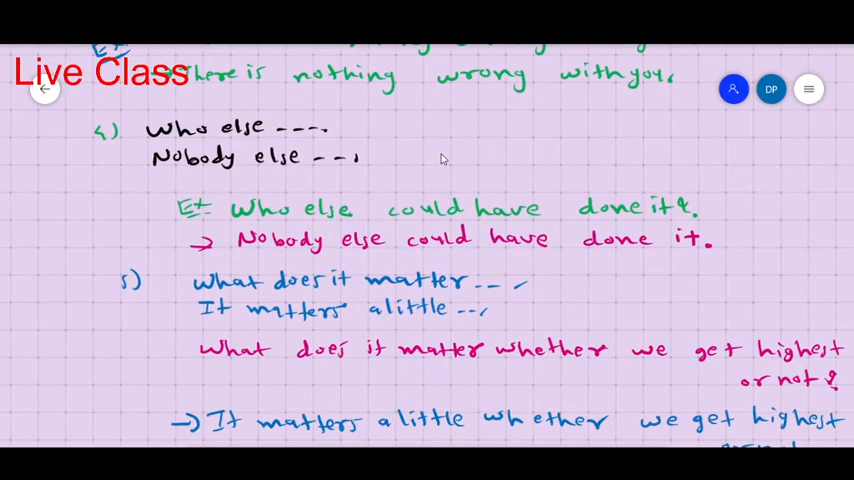 Ex
Live Class
There is nothing wrong with you.
DP
4) Who else ----.
Nobody else ---,
Ex: Who else could have done it?.
→ Nobody else could have done it.
5) What does it matter ---
It matters a little ---
What does it matter whether we get highest
or not?
→ It matters a little whether we get highest